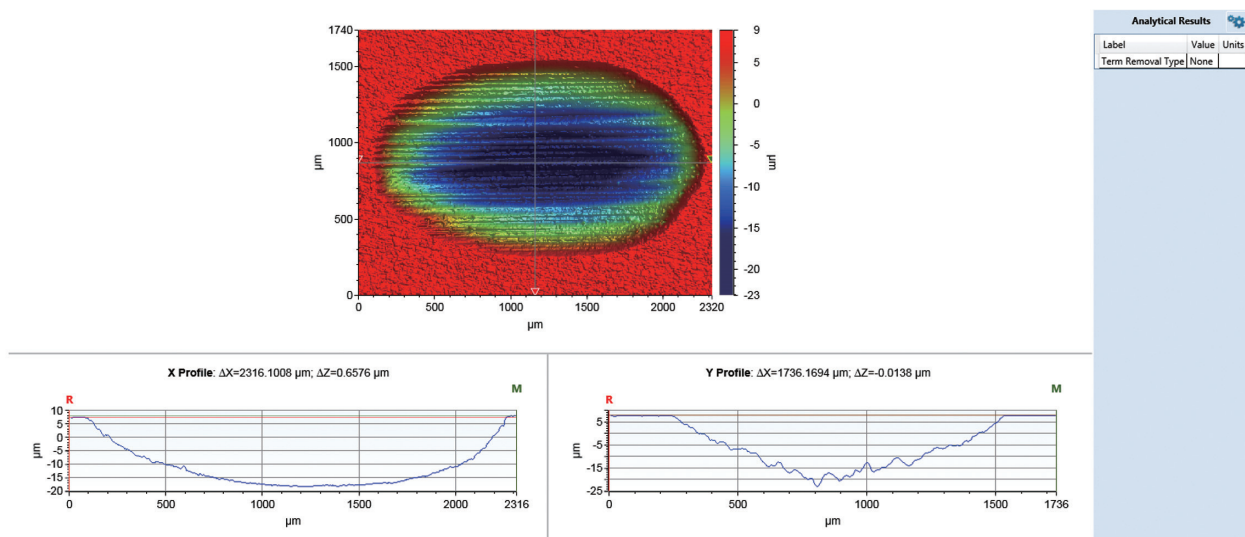 Analytical Results
Label Value Units
Term Removal Type None
1740
1500
1000
500
0
µm
0 500 1000 1500 2000 2320
µm
9
5
0
-5
-10
-15
-20
-23
µm
X Profile: ΔX=2316.1008 µm; ΔZ=0.6576 µm
R M
10
5
0
-5
-10
-15
-20
µm
0 500 1000 1500 2000 2316
µm
Y Profile: ΔX=1736.1694 µm; ΔZ=-0.0138 µm
R M
5
-5
-15
-25
µm
0 500 1000 1500 1736
µm